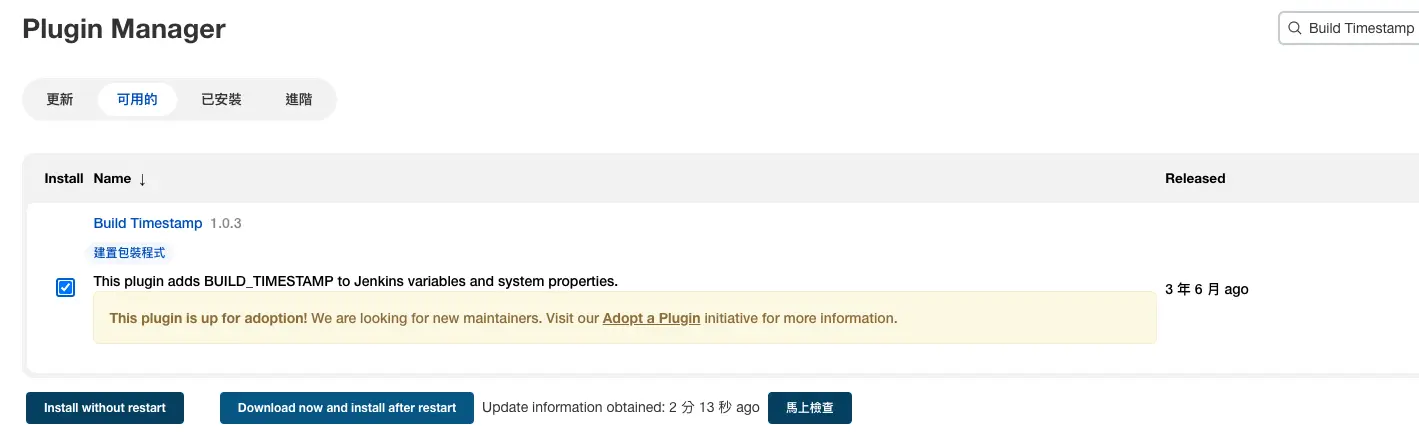 Plugin Manager
Build Timestamp
更新 可用的 已安裝 進階
Install Name ↓ Released
Build Timestamp 1.0.3
建置包裝程式
This plugin adds BUILD_TIMESTAMP to Jenkins variables and system properties.
3 年 6 月 ago
This plugin is up for adoption! We are looking for new maintainers. Visit our Adopt a Plugin initiative for more information.
Install without restart Download now and install after restart Update information obtained: 2 分 13 秒 ago 馬上檢查